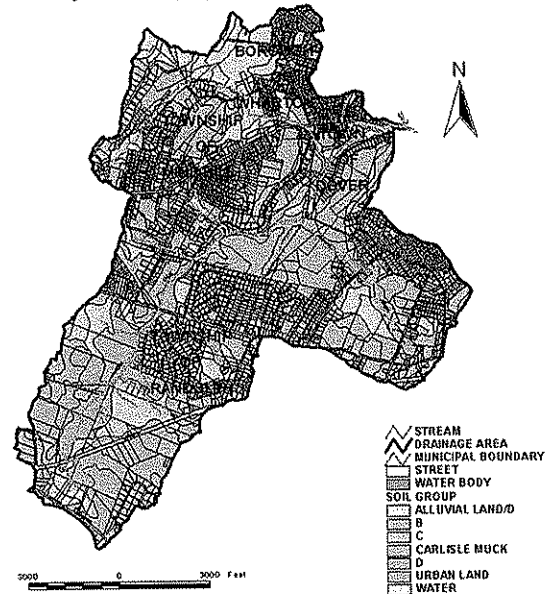 BOROUGH
N
WHARTON
TOWNSHIP
OF
DOVER
RANDOLPH
STREAM
DRAINAGE AREA
MUNICIPAL BOUNDARY
STREET
WATER BODY
SOIL GROUP
ALLUVIAL LAND/D
B
C
CARLISLE MUCK
D
URBAN LAND
WATER
3000 0 3000 Feet